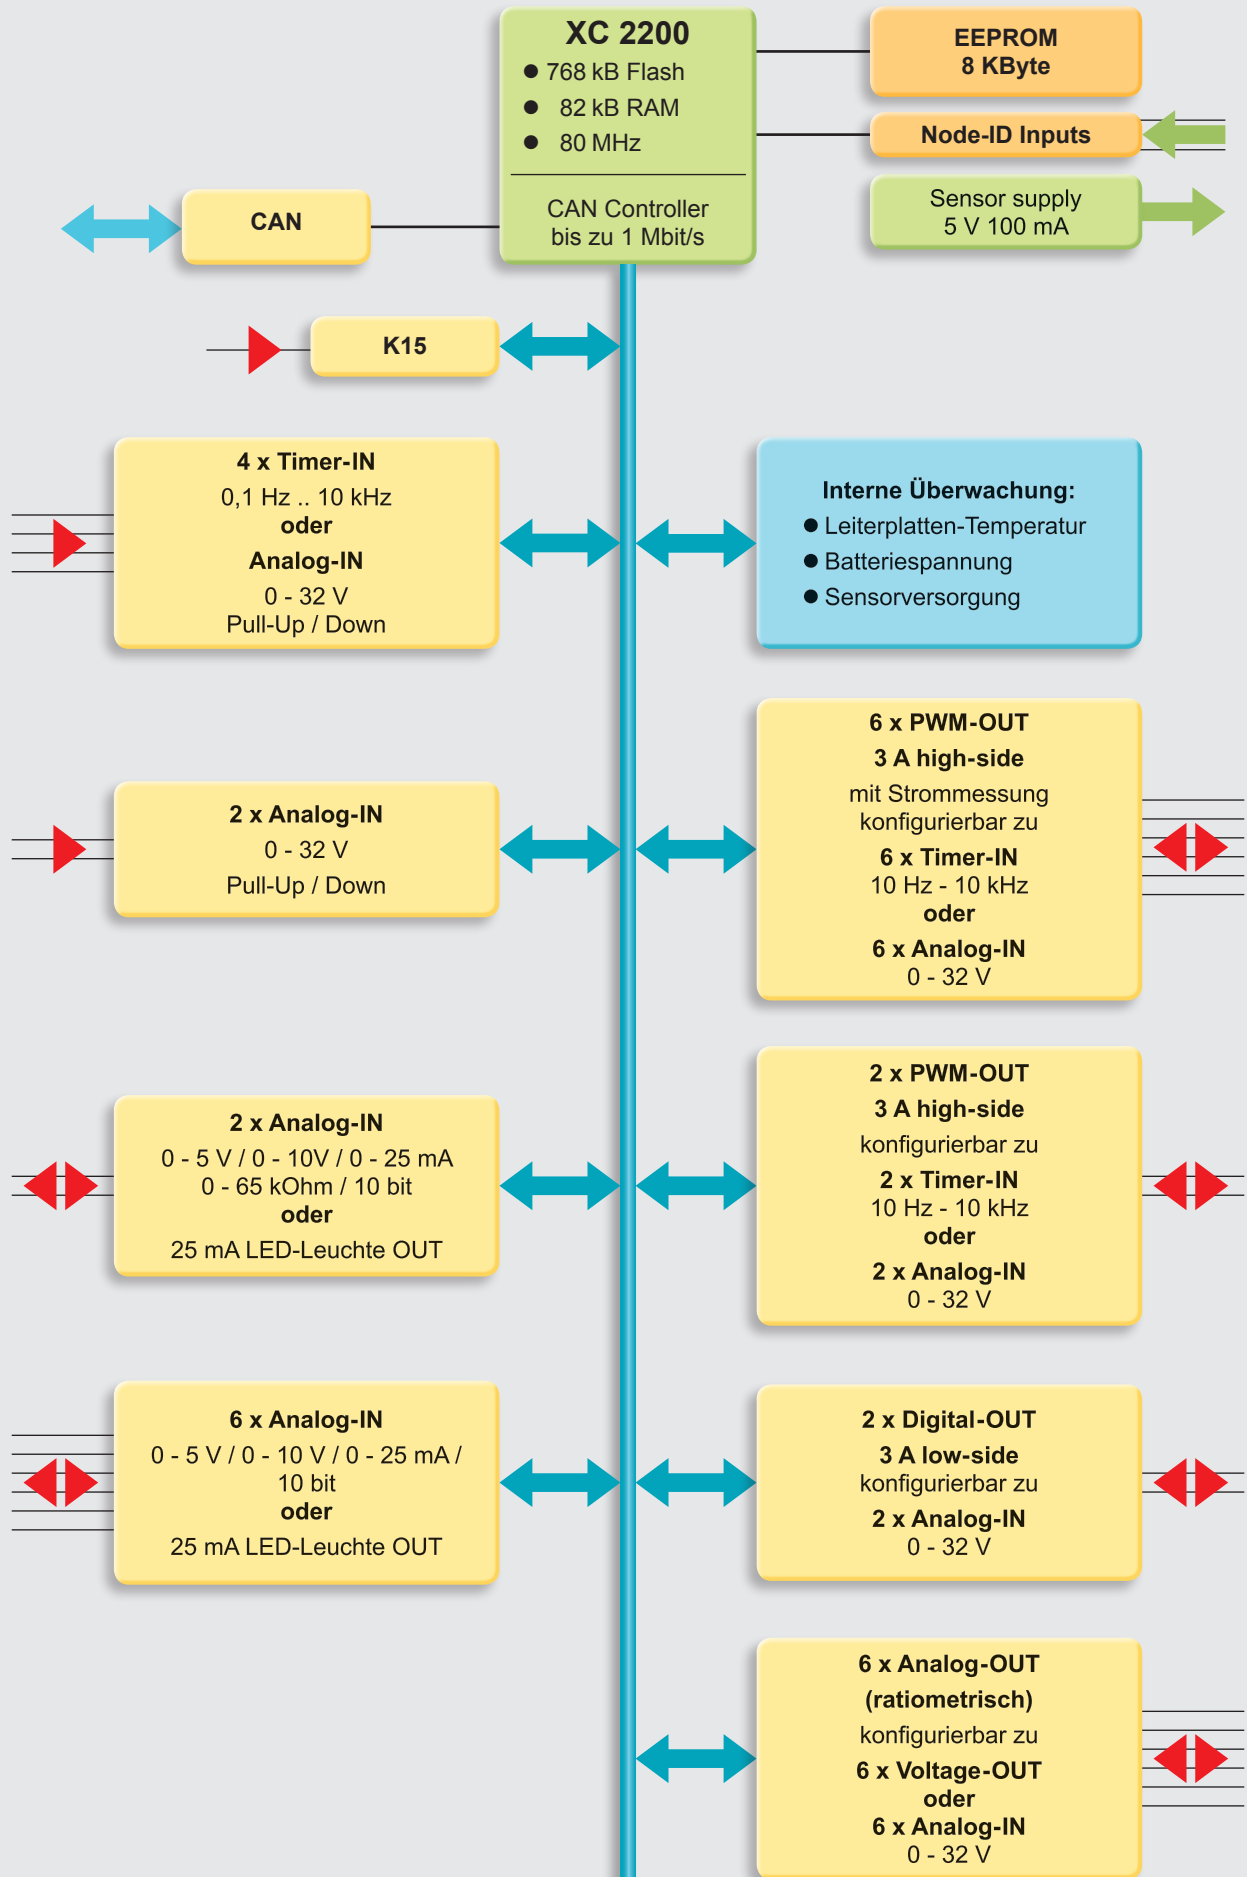 XC 2200
● 768 kB Flash
● 82 kB RAM
● 80 MHz
CAN Controller
bis zu 1 Mbit/s
EEPROM
8 KByte
Node-ID Inputs
Sensor supply
5 V 100 mA
CAN
K15
4 x Timer-IN
0,1 Hz .. 10 kHz
oder
Analog-IN
0 - 32 V
Pull-Up / Down
Interne Überwachung:
● Leiterplatten-Temperatur
● Batteriespannung
● Sensorversorgung
2 x Analog-IN
0 - 32 V
Pull-Up / Down
6 x PWM-OUT
3 A high-side
mit Strommessung
konfigurierbar zu
6 x Timer-IN
10 Hz - 10 kHz
oder
6 x Analog-IN
0 - 32 V
2 x Analog-IN
0 - 5 V / 0 - 10V / 0 - 25 mA
0 - 65 kOhm / 10 bit
oder
25 mA LED-Leuchte OUT
2 x PWM-OUT
3 A high-side
konfigurierbar zu
2 x Timer-IN
10 Hz - 10 kHz
oder
2 x Analog-IN
0 - 32 V
6 x Analog-IN
0 - 5 V / 0 - 10 V / 0 - 25 mA /
10 bit
oder
25 mA LED-Leuchte OUT
2 x Digital-OUT
3 A low-side
konfigurierbar zu
2 x Analog-IN
0 - 32 V
6 x Analog-OUT
(ratiometrisch)
konfigurierbar zu
6 x Voltage-OUT
oder
6 x Analog-IN
0 - 32 V